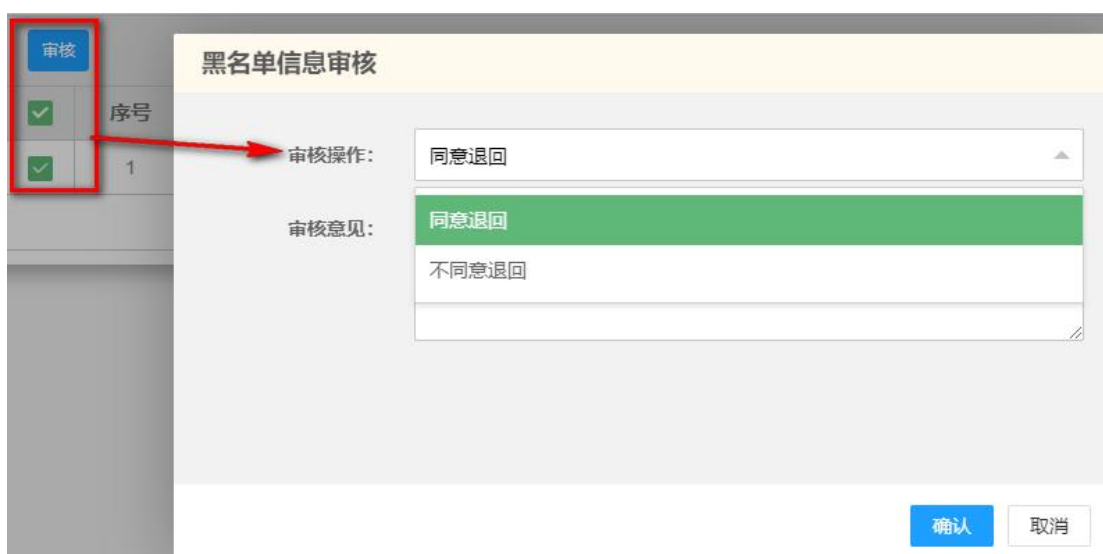 审核
序号
1
黑名单信息审核
审核操作:
同意退回
审核意见:
同意退回
不同意退回
确认
取消